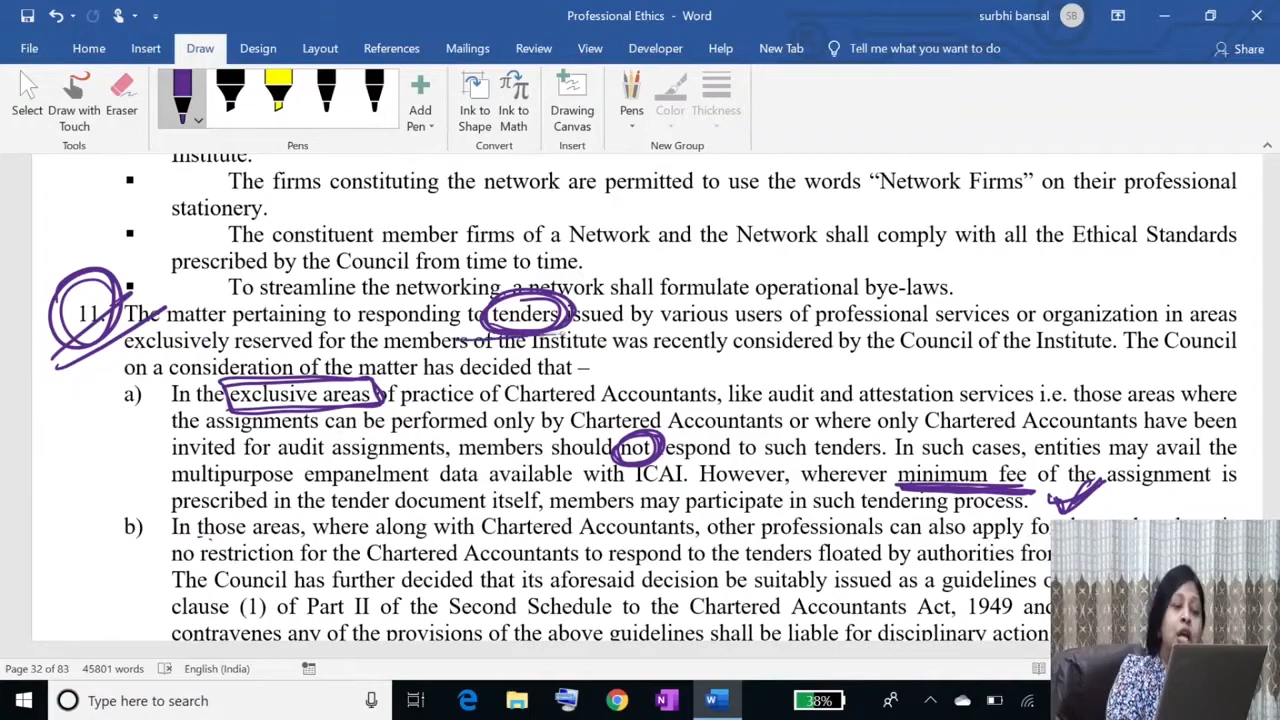 Professional Ethics - Word
surbhi bansal
SB
File Home Insert Draw Design Layout References Mailings Review View Developer Help New Tab Tell me what you want to do Share
Select Draw with Touch Eraser
Add Pen
Ink to Shape Ink to Math
Drawing Canvas
Pens Color Thickness
Tools Pens Convert Insert New Group
Institute.
▪ The firms constituting the network are permitted to use the words “Network Firms” on their professional
stationery.
▪ The constituent member firms of a Network and the Network shall comply with all the Ethical Standards
prescribed by the Council from time to time.
▪ To streamline the networking, a network shall formulate operational bye-laws.
11. The matter pertaining to responding to tenders issued by various users of professional services or organization in areas
exclusively reserved for the members of the Institute was recently considered by the Council of the Institute. The Council
on a consideration of the matter has decided that –
a) In the exclusive areas of practice of Chartered Accountants, like audit and attestation services i.e. those areas where
the assignments can be performed only by Chartered Accountants or where only Chartered Accountants have been
invited for audit assignments, members should not respond to such tenders. In such cases, entities may avail the
multipurpose empanelment data available with ICAI. However, wherever minimum fee of the assignment is
prescribed in the tender document itself, members may participate in such tendering process.
b) In those areas, where along with Chartered Accountants, other professionals can also apply
no restriction for the Chartered Accountants to respond to the tenders floated by authorities
The Council has further decided that its aforesaid decision be suitably issued as a guidelines
clause (1) of Part II of the Second Schedule to the Chartered Accountants Act, 1949 and
contravenes any of the provisions of the above guidelines shall be liable for disciplinary action
Page 32 of 83 45801 words English (India)
Type here to search
38%